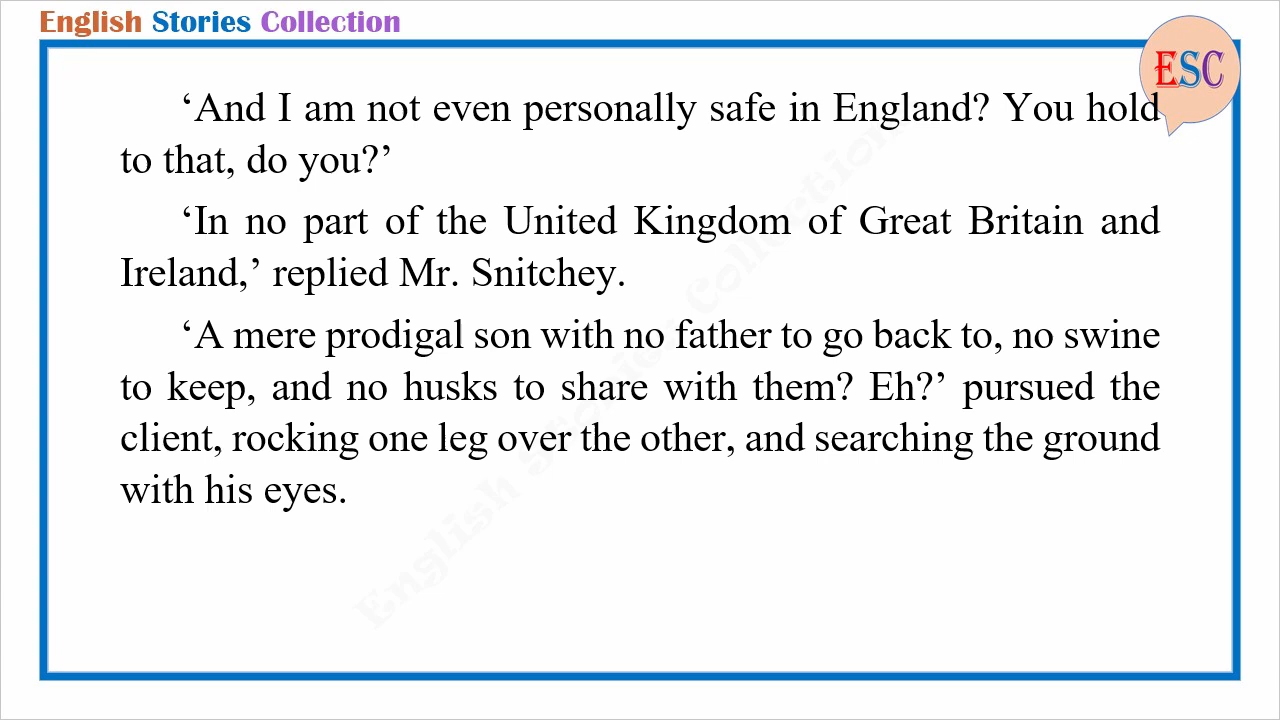 English Stories Collection
ESC
‘And I am not even personally safe in England? You hold
to that, do you?’
‘In no part of the United Kingdom of Great Britain and
Ireland,’ replied Mr. Snitchey.
‘A mere prodigal son with no father to go back to, no swine
to keep, and no husks to share with them? Eh?’ pursued the
client, rocking one leg over the other, and searching the ground
with his eyes.
English Stories Collection